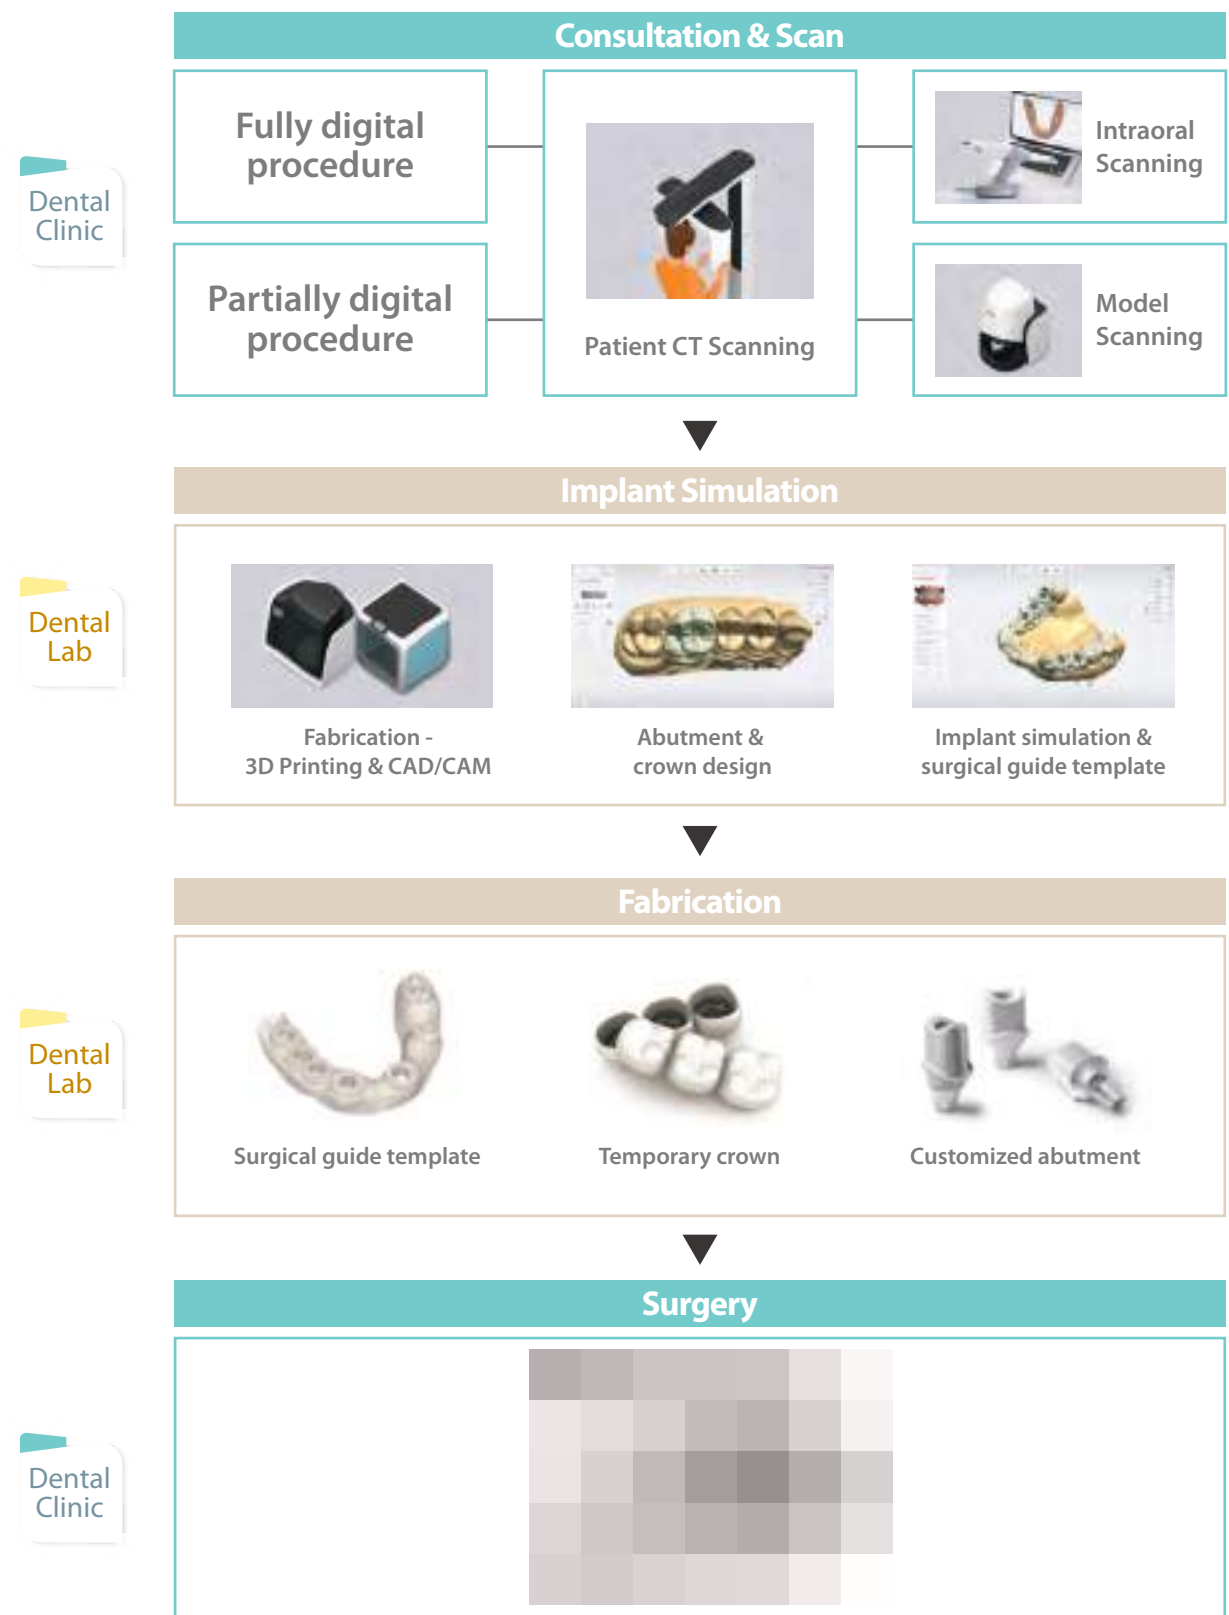 Consultation & Scan
Dental
Clinic
Fully digital
procedure
Partially digital
procedure
Patient CT Scanning
Intraoral
Scanning
Model
Scanning
Implant Simulation
Dental
Lab
Fabrication -
3D Printing & CAD/CAM
Abutment &
crown design
Implant simulation &
surgical guide template
Fabrication
Dental
Lab
Surgical guide template
Temporary crown
Customized abutment
Surgery
Dental
Clinic